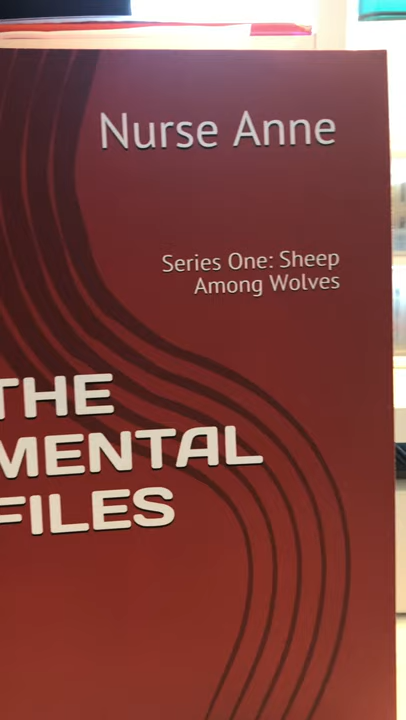 Nurse Anne
Series One: Sheep
Among Wolves
THE
MENTAL
FILES